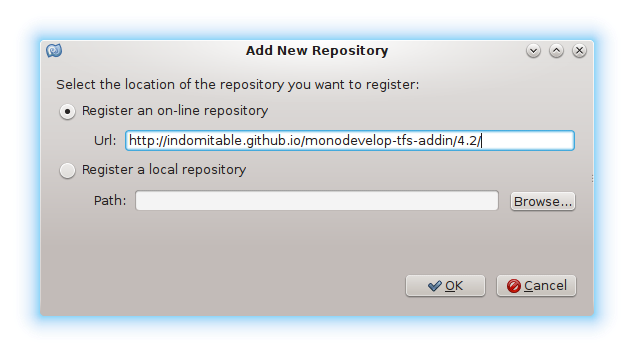 Add New Repository
Select the location of the repository you want to register:
Register an on-line repository
Url: http://indomitable.github.io/monodevelop-tfs-addin/4.2/
Register a local repository
Path: Browse...
OK Cancel